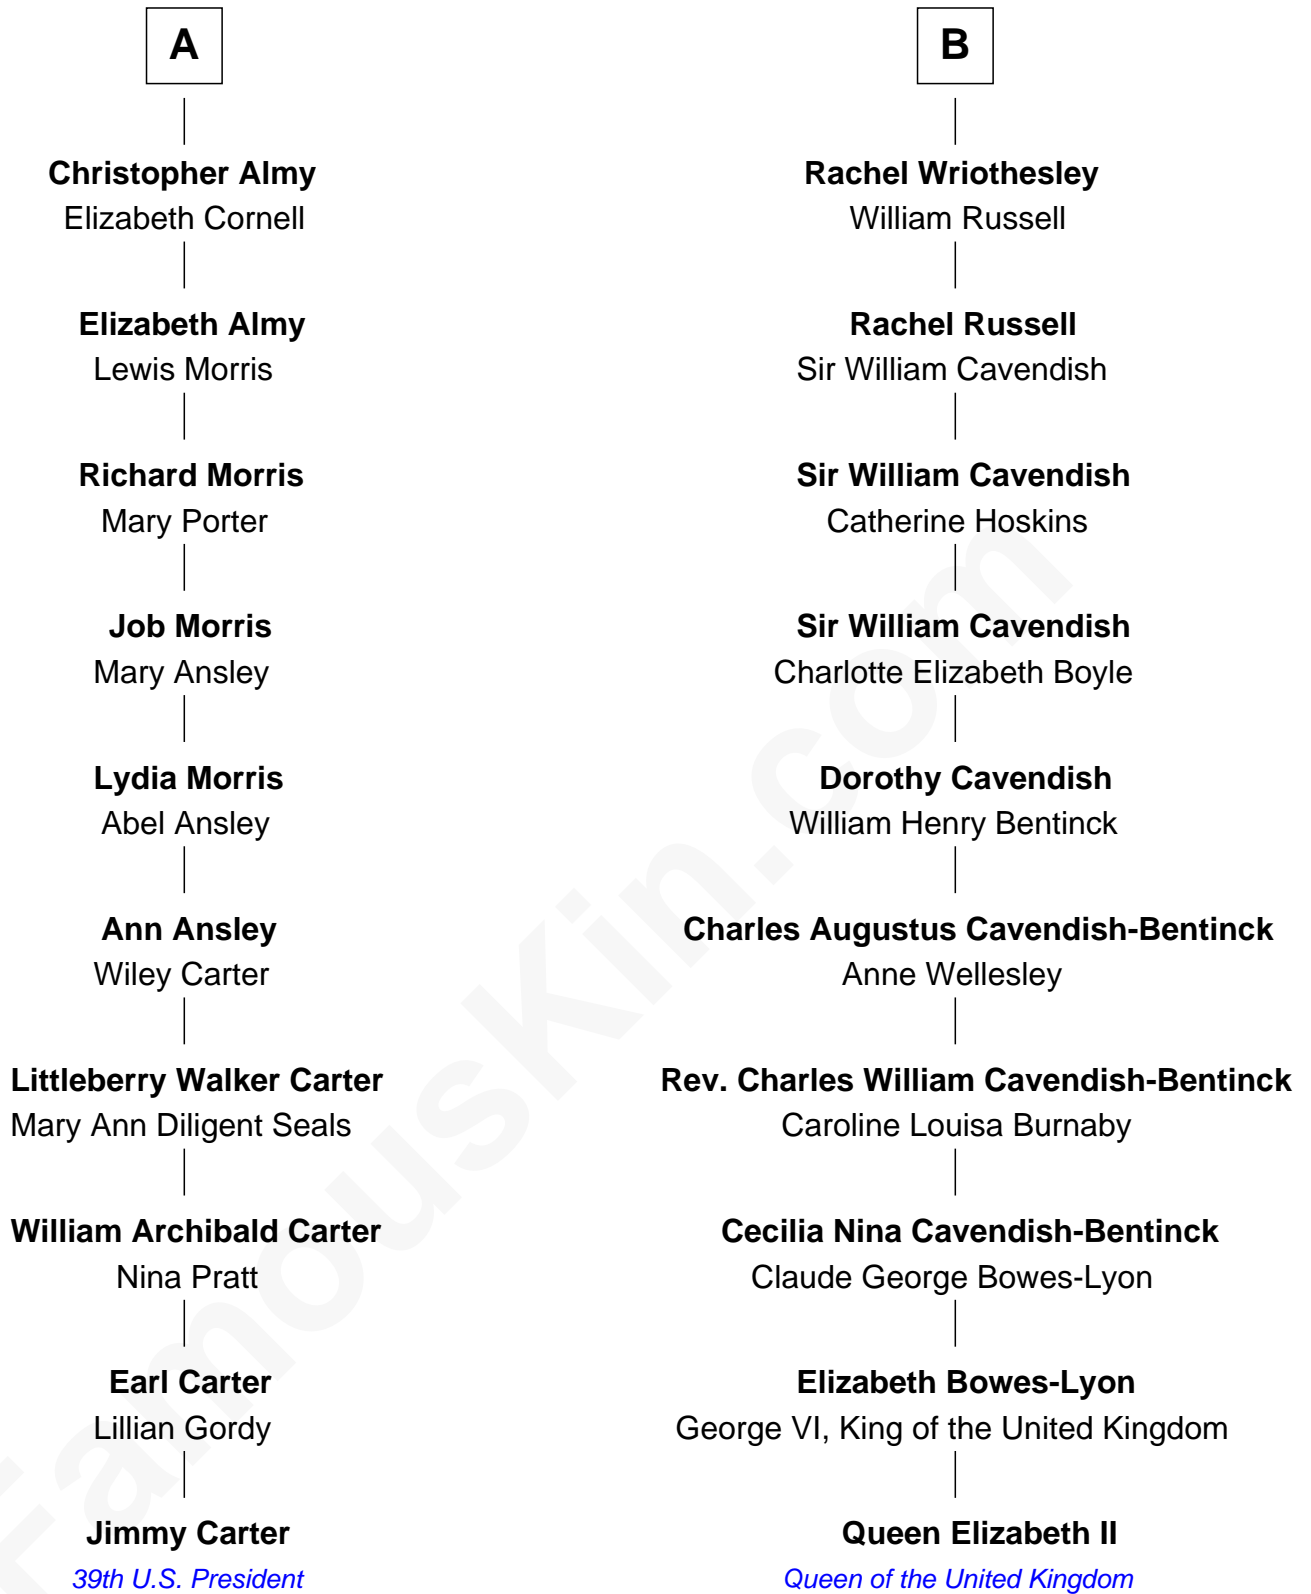 A
Christopher Almy
Elizabeth Cornell
Elizabeth Almy
Lewis Morris
Richard Morris
Mary Porter
Job Morris
Mary Ansley
Lydia Morris
Abel Ansley
Ann Ansley
Wiley Carter
Littleberry Walker Carter
Mary Ann Diligent Seals
William Archibald Carter
Nina Pratt
Earl Carter
Lillian Gordy
Jimmy Carter
39th U.S. President
B
Rachel Wriothesley
William Russell
Rachel Russell
Sir William Cavendish
Sir William Cavendish
Catherine Hoskins
Sir William Cavendish
Charlotte Elizabeth Boyle
Dorothy Cavendish
William Henry Bentinck
Charles Augustus Cavendish-Bentinck
Anne Wellesley
Rev. Charles William Cavendish-Bentinck
Caroline Louisa Burnaby
Cecilia Nina Cavendish-Bentinck
Claude George Bowes-Lyon
Elizabeth Bowes-Lyon
George VI, King of the United Kingdom
Queen Elizabeth II
Queen of the United Kingdom
FamousKin.com